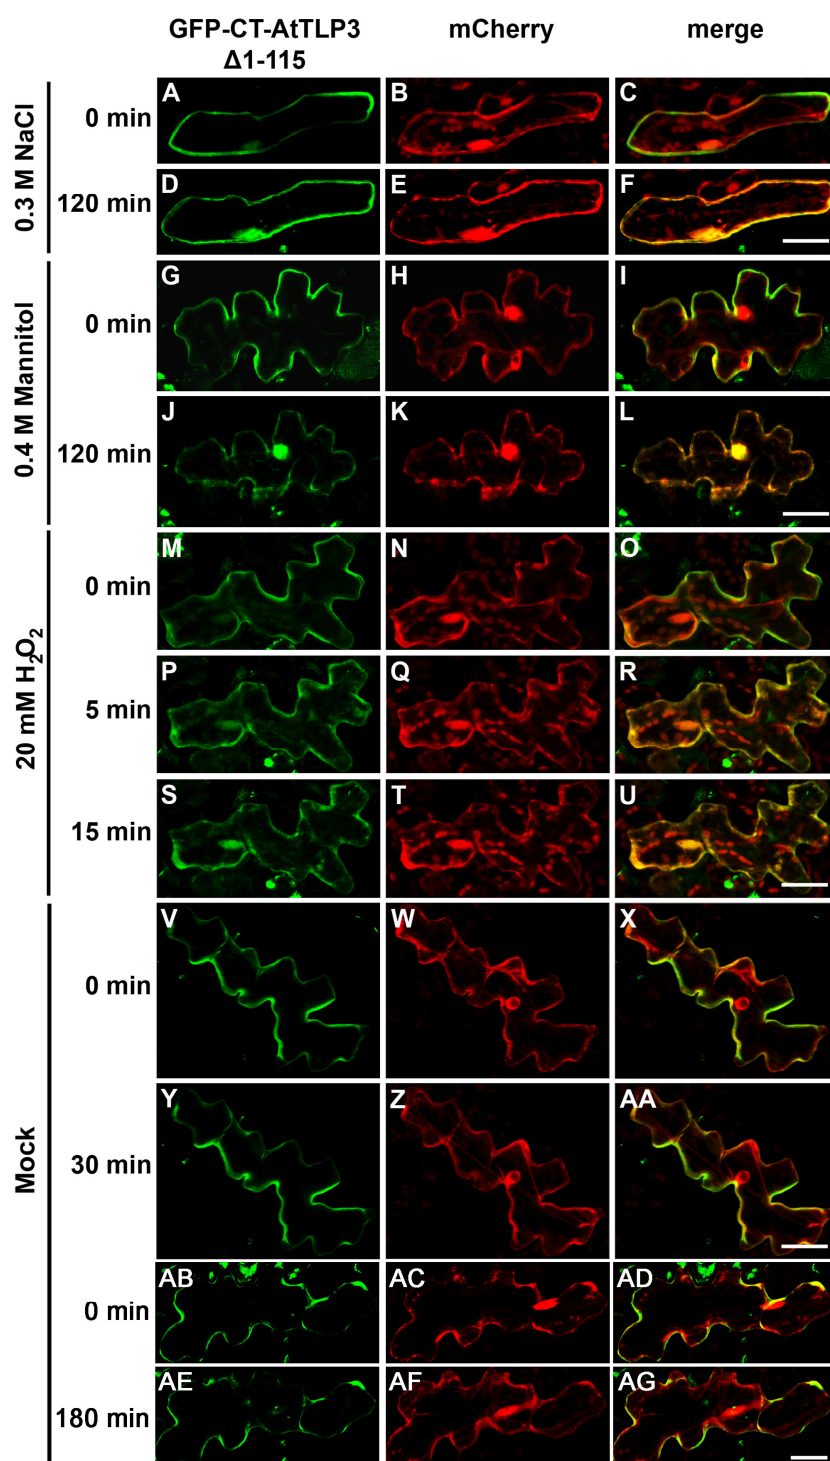 GFP-CT-AtTLP3 mCherry merge
Δ1-115
0.3 M NaCl
0 min A B C
120 min D E F
0.4 M Mannitol
0 min G H I
120 min J K L
20 mM H₂O₂
0 min M N O
5 min P Q R
15 min S T U
Mock
0 min V W X
30 min Y Z AA
0 min AB AC AD
180 min AE AF AG